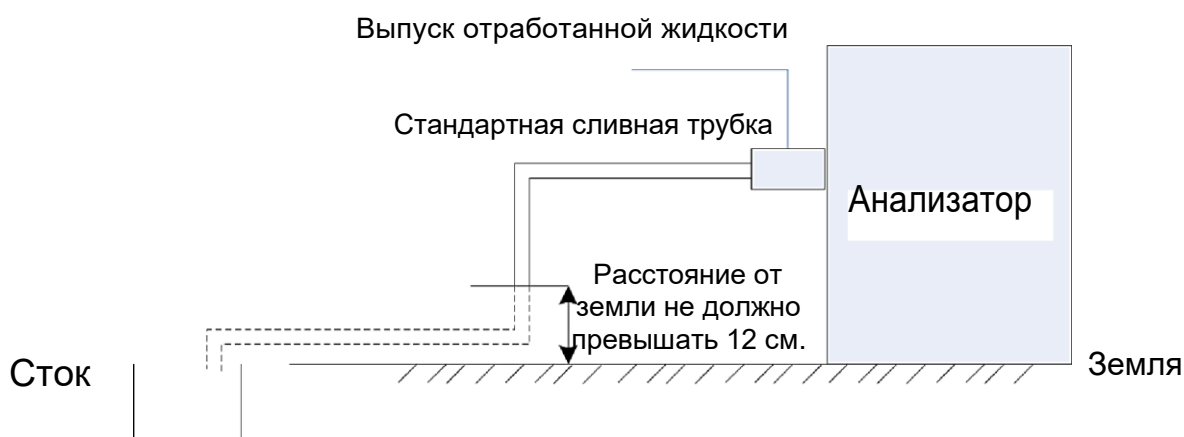 Выпуск отработанной жидкости
Стандартная сливная трубка
Анализатор
Расстояние от
земли не должно
превышать 12 см.
Сток
Земля